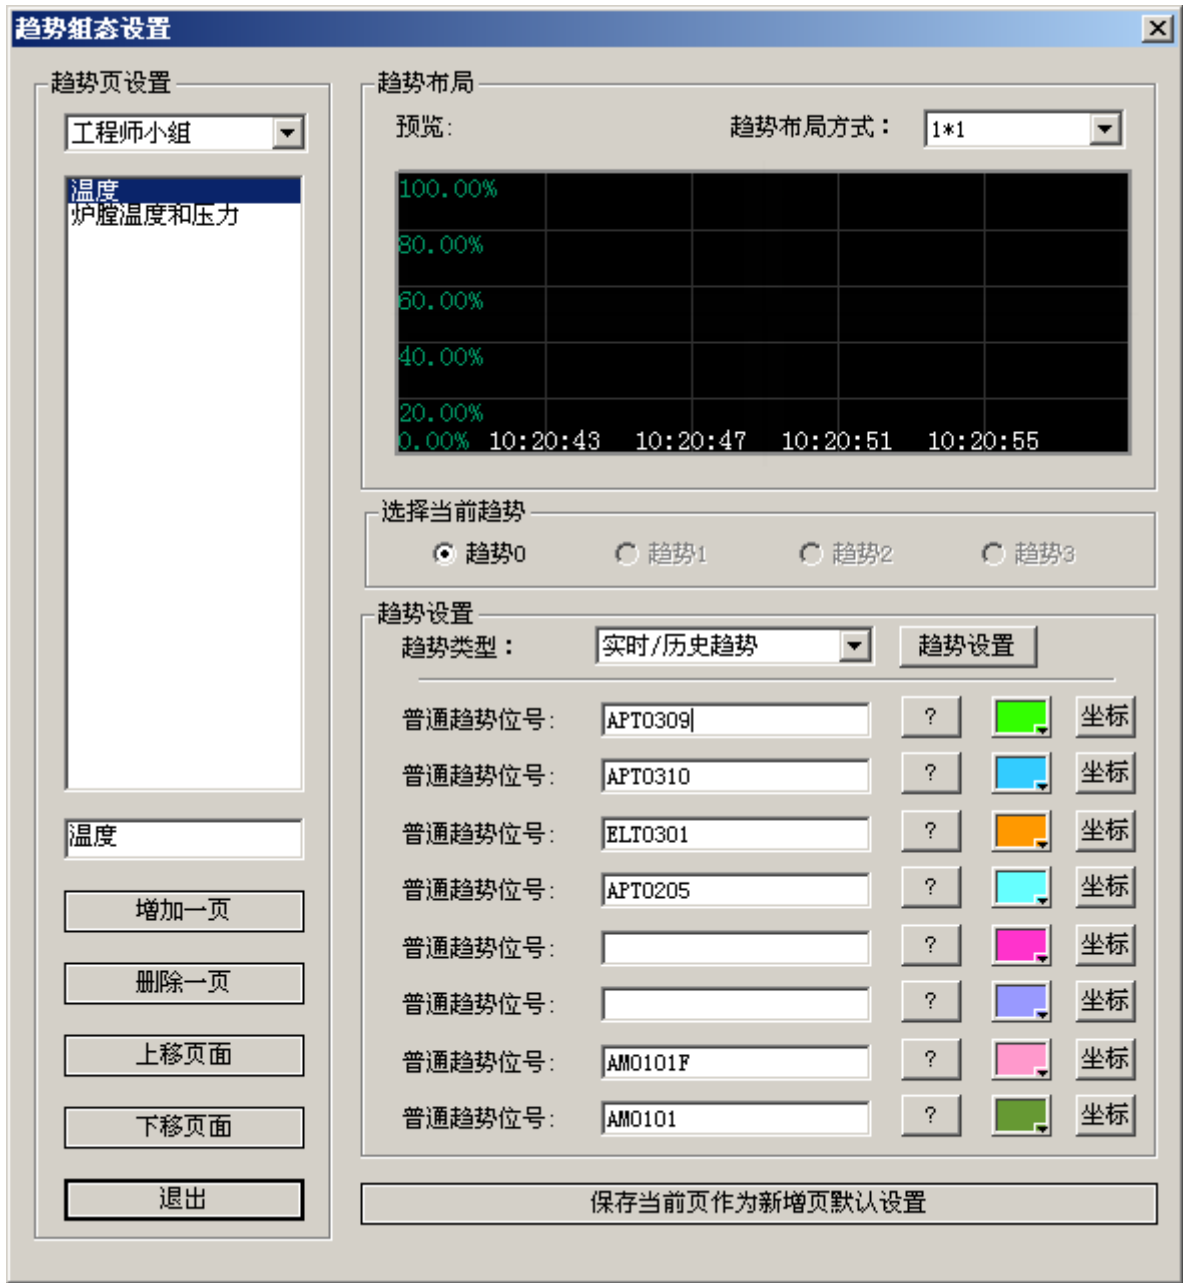 趋势组态设置
趋势页设置
工程师小组
温度
炉膛温度和压力
温度
增加一页
删除一页
上移页面
下移页面
退出
趋势布局
预览: 趋势布局方式： 1*1
100.00%
80.00%
60.00%
40.00%
20.00%
0.00% 10:20:43 10:20:47 10:20:51 10:20:55
选择当前趋势
趋势0 趋势1 趋势2 趋势3
趋势设置
趋势类型： 实时/历史趋势 趋势设置
普通趋势位号: APT0309 ? 坐标
普通趋势位号: APT0310 ? 坐标
普通趋势位号: ELT0301 ? 坐标
普通趋势位号: APT0205 ? 坐标
普通趋势位号: ? 坐标
普通趋势位号: ? 坐标
普通趋势位号: AM0101F ? 坐标
普通趋势位号: AM0101 ? 坐标
保存当前页作为新增页默认设置